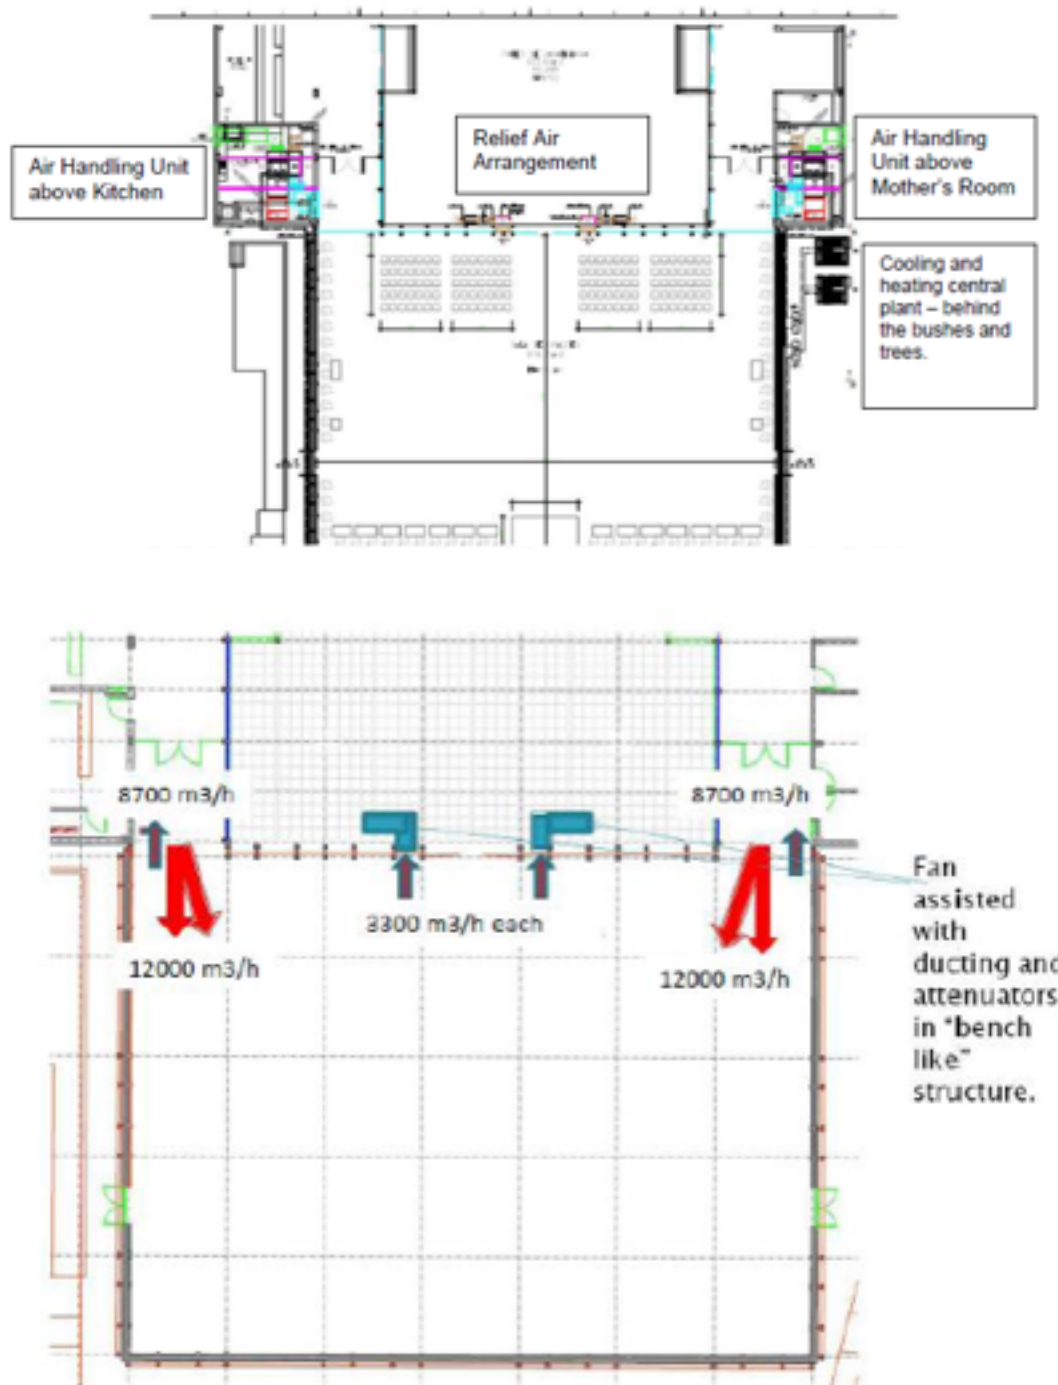 Air Handling Unit
above Kitchen
Relief Air
Arrangement
Air Handling
Unit above
Mother's Room
Cooling and
heating central
plant – behind
the bushes and
trees.
8700 m3/h
8700 m3/h
3300 m3/h each
12000 m3/h
12000 m3/h
Fan
assisted
with
ducting and
attenuators
in "bench
like"
structure.